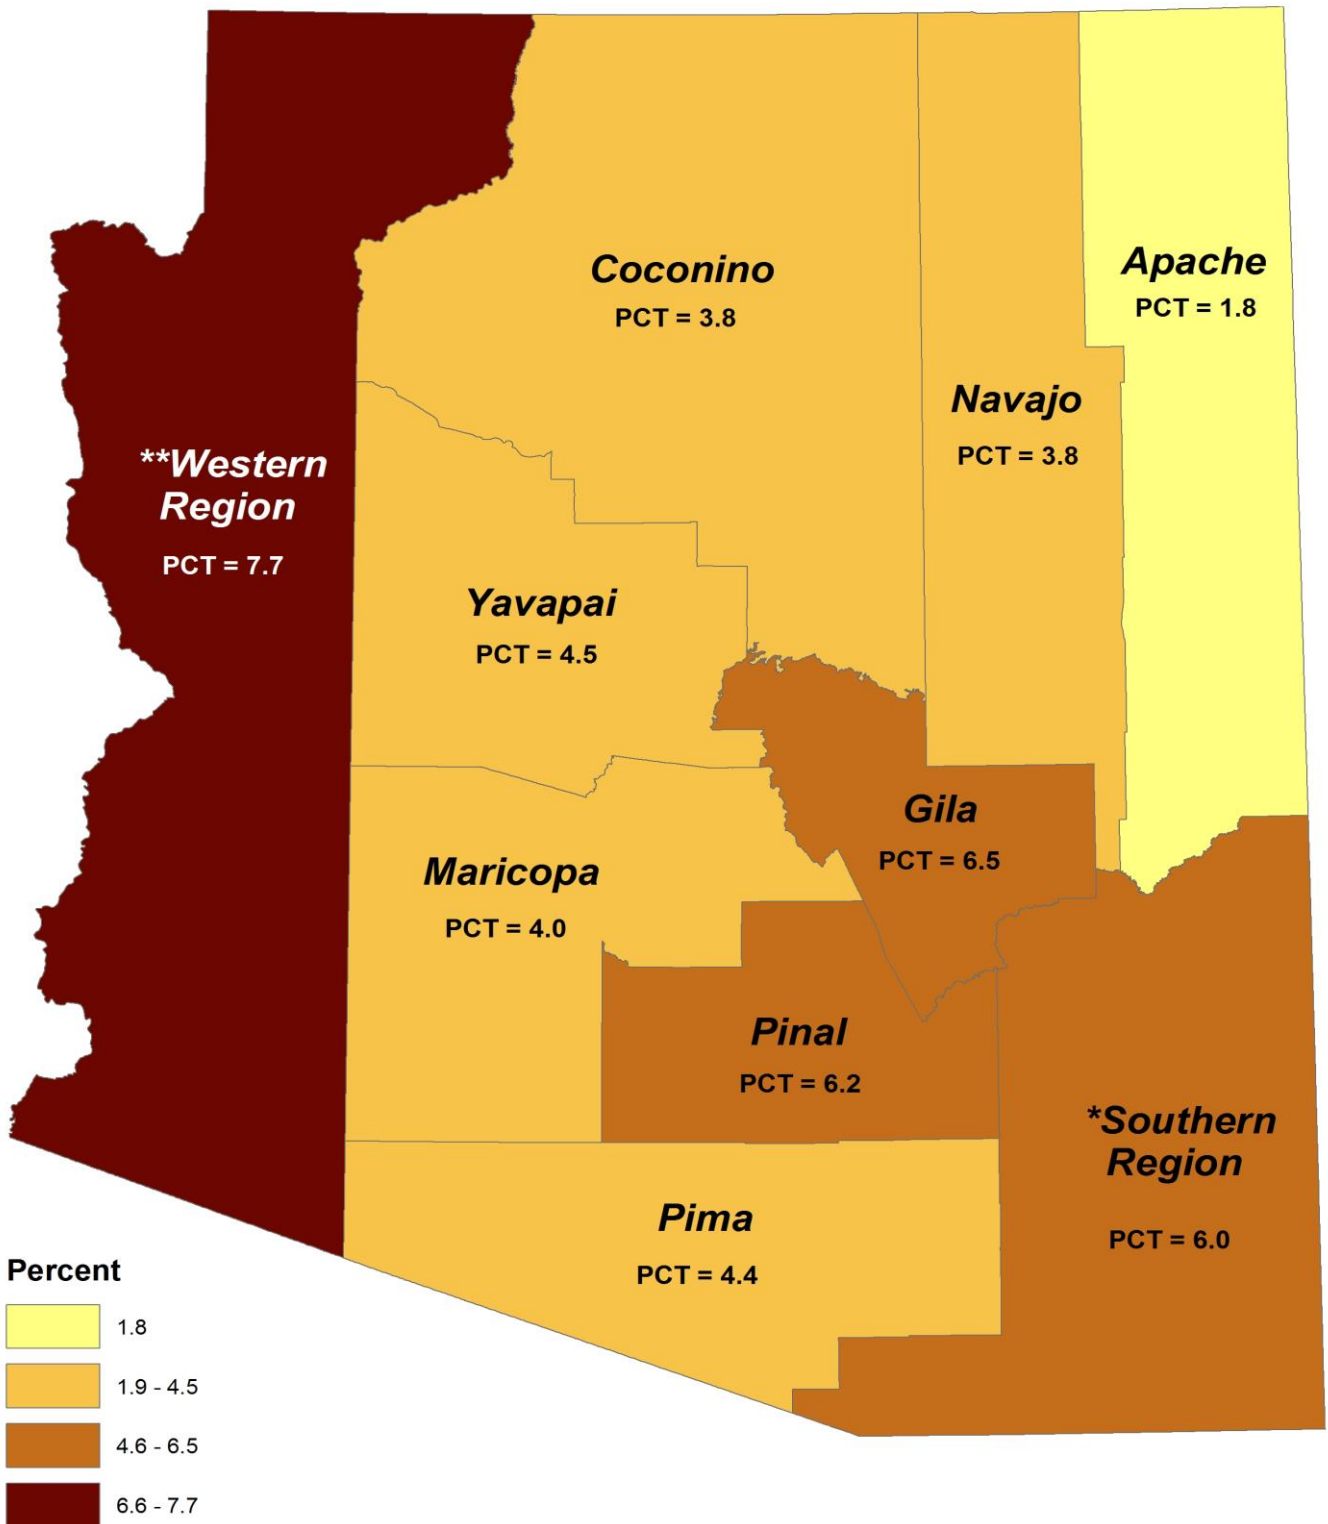 Coconino
PCT = 3.8
Apache
PCT = 1.8
Navajo
PCT = 3.8
**Western
Region
PCT = 7.7
Yavapai
PCT = 4.5
Gila
PCT = 6.5
Maricopa
PCT = 4.0
Pinal
PCT = 6.2
*Southern
Region
PCT = 6.0
Pima
PCT = 4.4
Percent
1.8
1.9 - 4.5
4.6 - 6.5
6.6 - 7.7